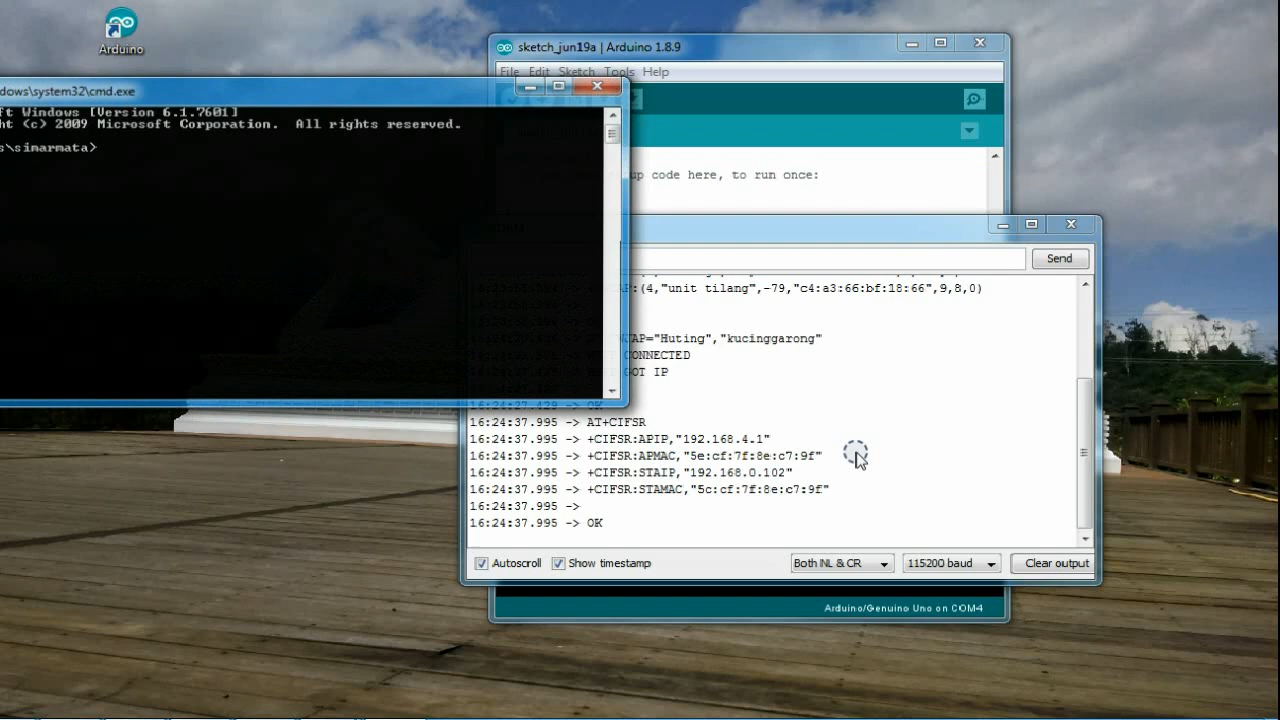 Arduino
sketch_jun19a | Arduino 1.8.9
File Edit Sketch Tools Help
dows\system32\cmd.exe
ft Windows [Version 6.1.7601]
ht (c) 2009 Microsoft Corporation. All rights reserved.
s\simarmata>
up code here, to run once:
Send
AP:(4,"unit tilang",-79,"c4:a3:66:bf:18:66",9,8,0)
AP="Huting","kucinggarong"
CONNECTED
GOT IP
16:24:27.429 -> OK
16:24:37.995 -> AT+CIFSR
16:24:37.995 -> +CIFSR:APIP,"192.168.4.1"
16:24:37.995 -> +CIFSR:APMAC,"5e:cf:7f:8e:c7:9f"
16:24:37.995 -> +CIFSR:STAIP,"192.168.0.102"
16:24:37.995 -> +CIFSR:STAMAC,"5c:cf:7f:8e:c7:9f"
16:24:37.995 ->
16:24:37.995 -> OK
Autoscroll Show timestamp Both NL & CR 115200 baud Clear output
Arduino/Genuino Uno on COM4